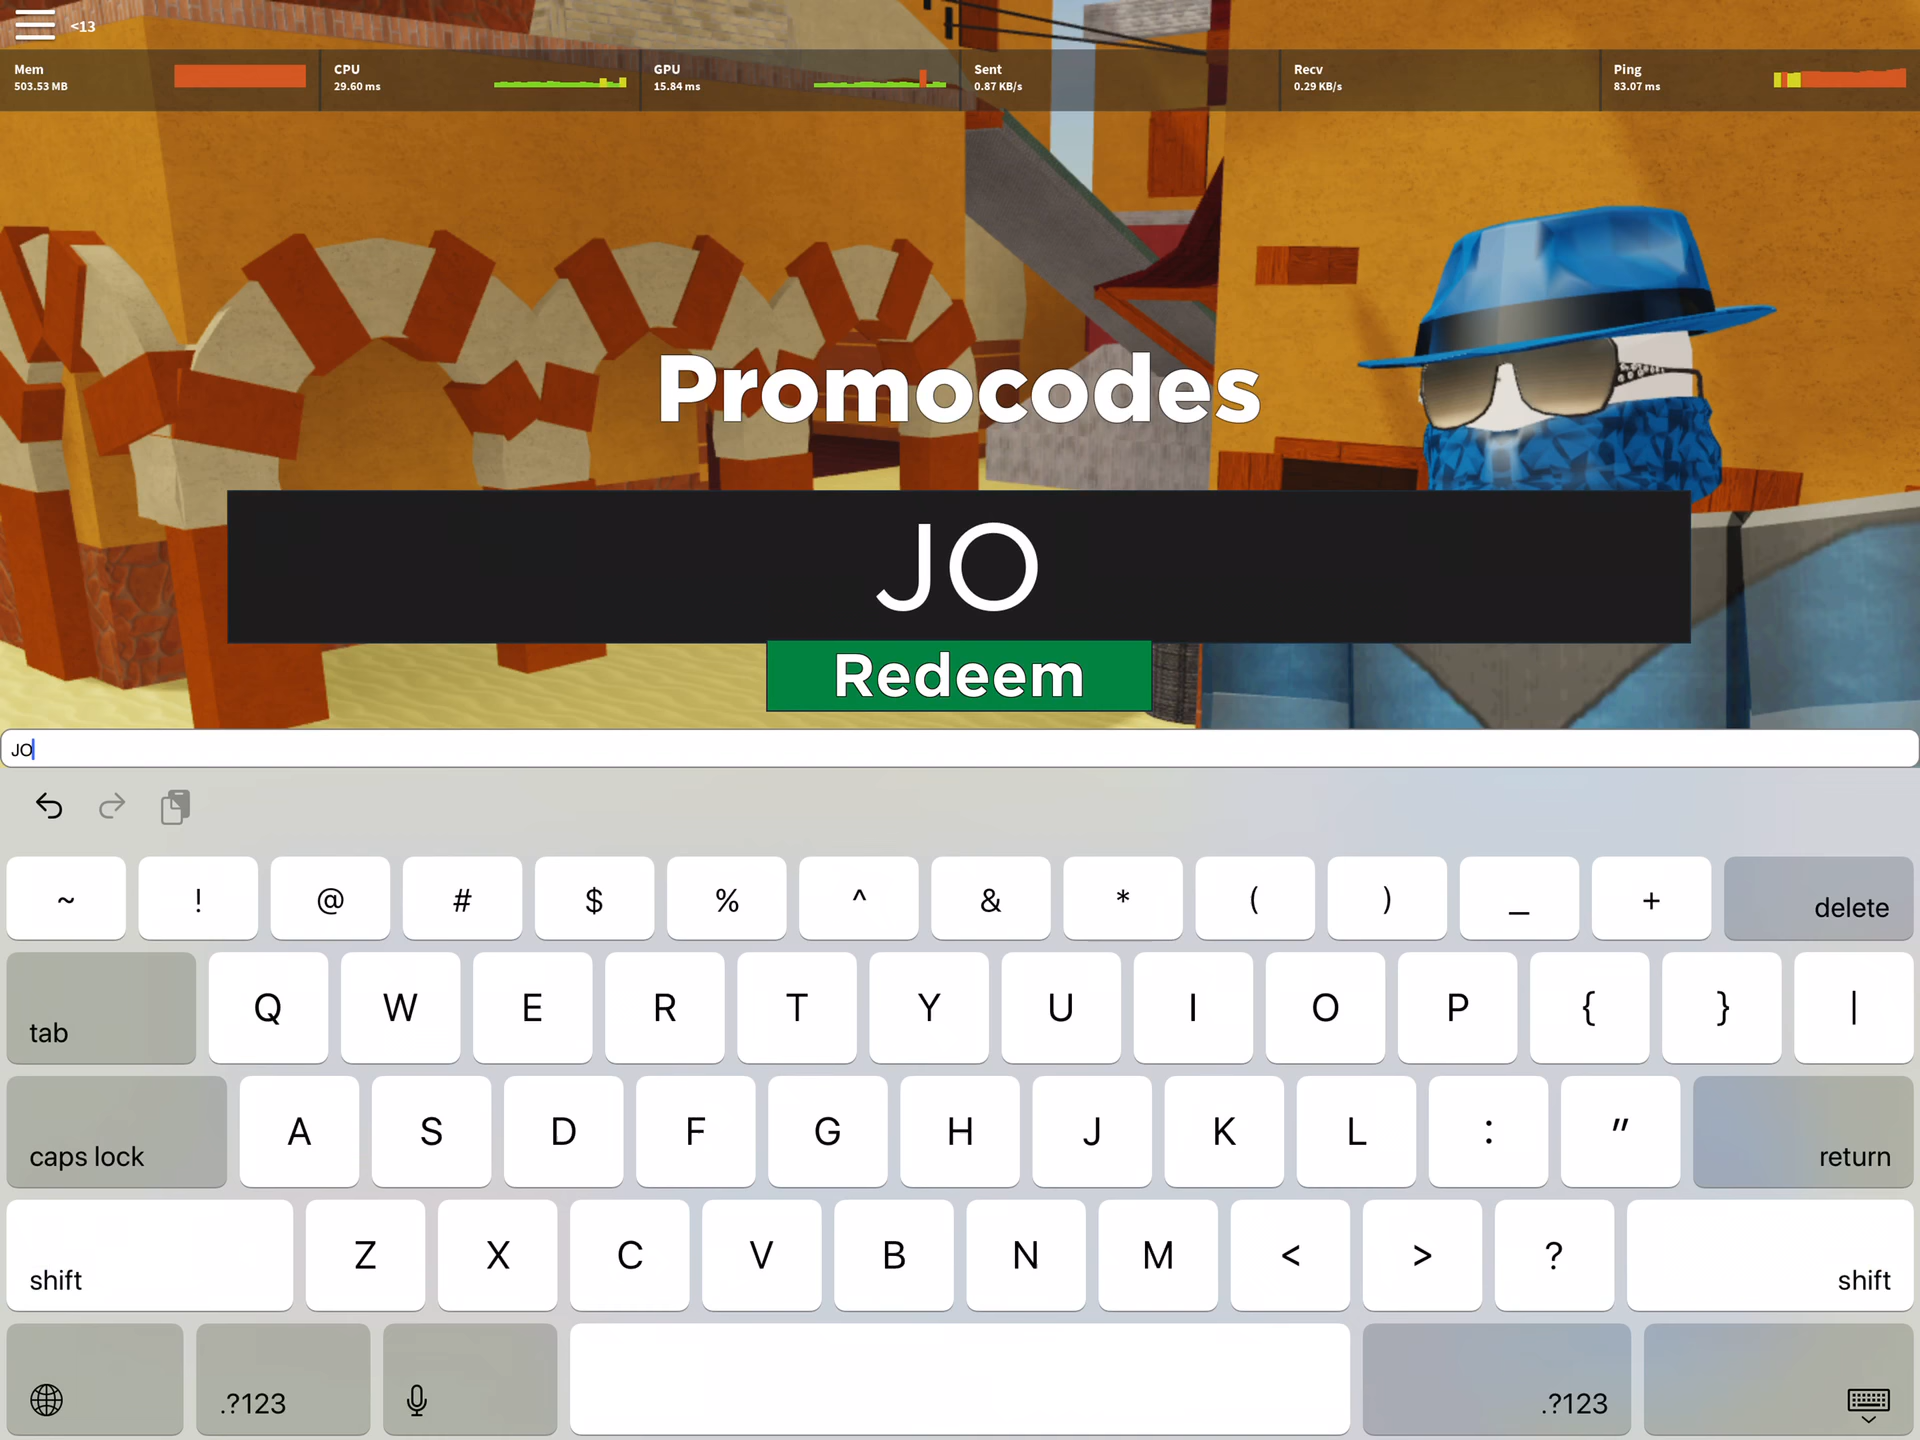 <13
Mem
503.53 MB
CPU
29.60 ms
GPU
15.84 ms
Sent
0.87 KB/s
Recv
0.29 KB/s
Ping
83.07 ms
Promocodes
JO
Redeem
JO
~ ! @ # $ % ^ & * ( ) _ + delete
tab Q W E R T Y U I O P { } |
caps lock A S D F G H J K L : " return
shift Z X C V B N M < > ? shift
.?123 .?123